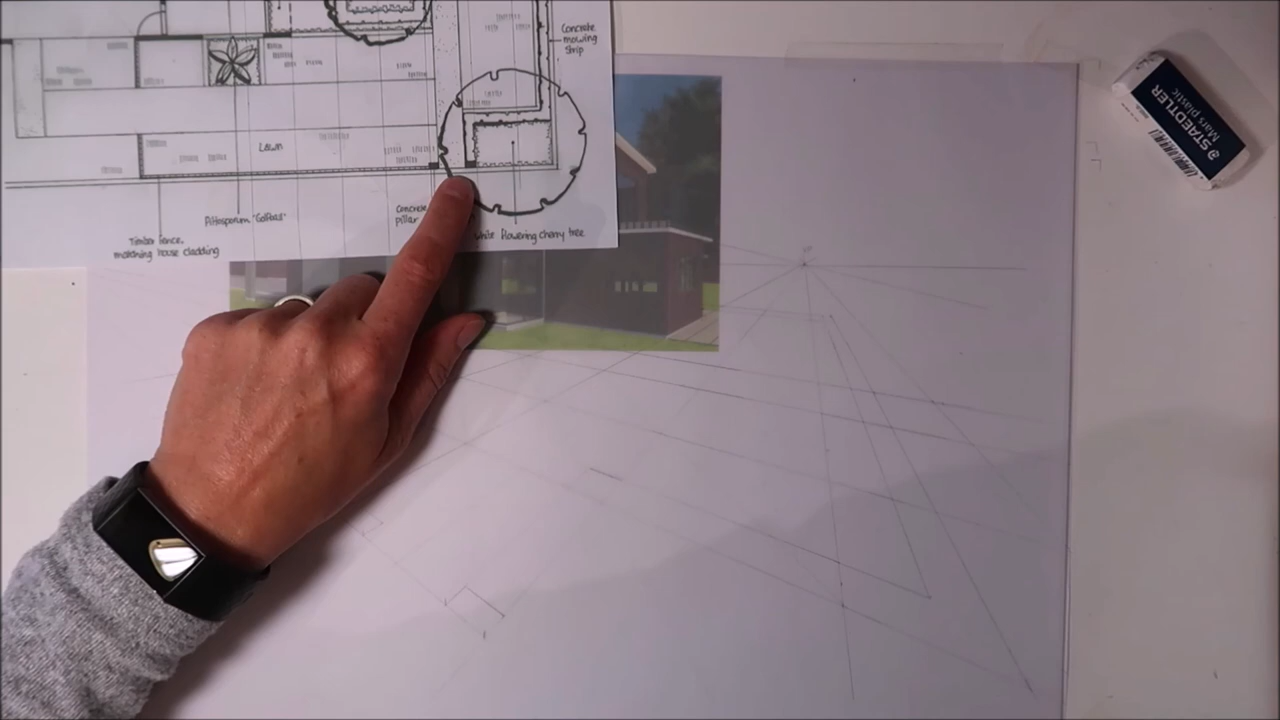 Concrete
mowing
strip
Lawn
Pittosporum 'Golfball'
Concrete
pillar
White flowering cherry tree
Timber fence,
matching house cladding
STAEDTLER
Mars plastic